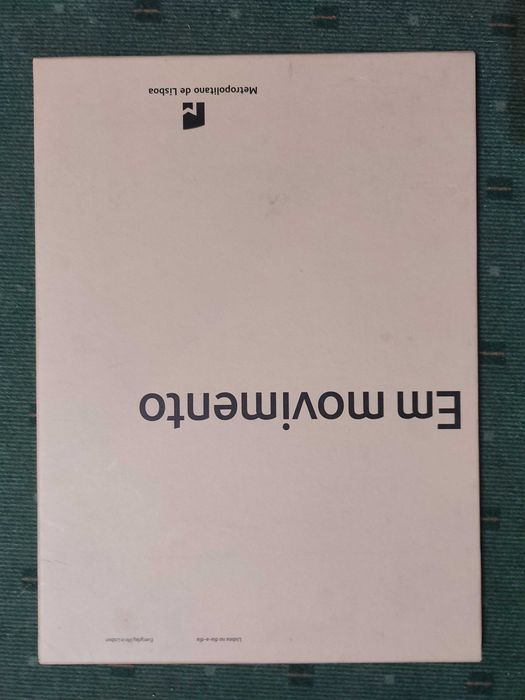 Lisboa no dia-a-dia
Everyday life in Lisbon
Em movimento
Metropolitano de Lisboa